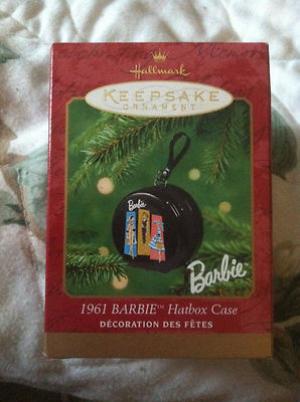 Hallmark
KEEPSAKE
ORNAMENT
Barbie
Barbie
1961 BARBIE™ Hatbox Case
DÉCORATION DES FÊTES